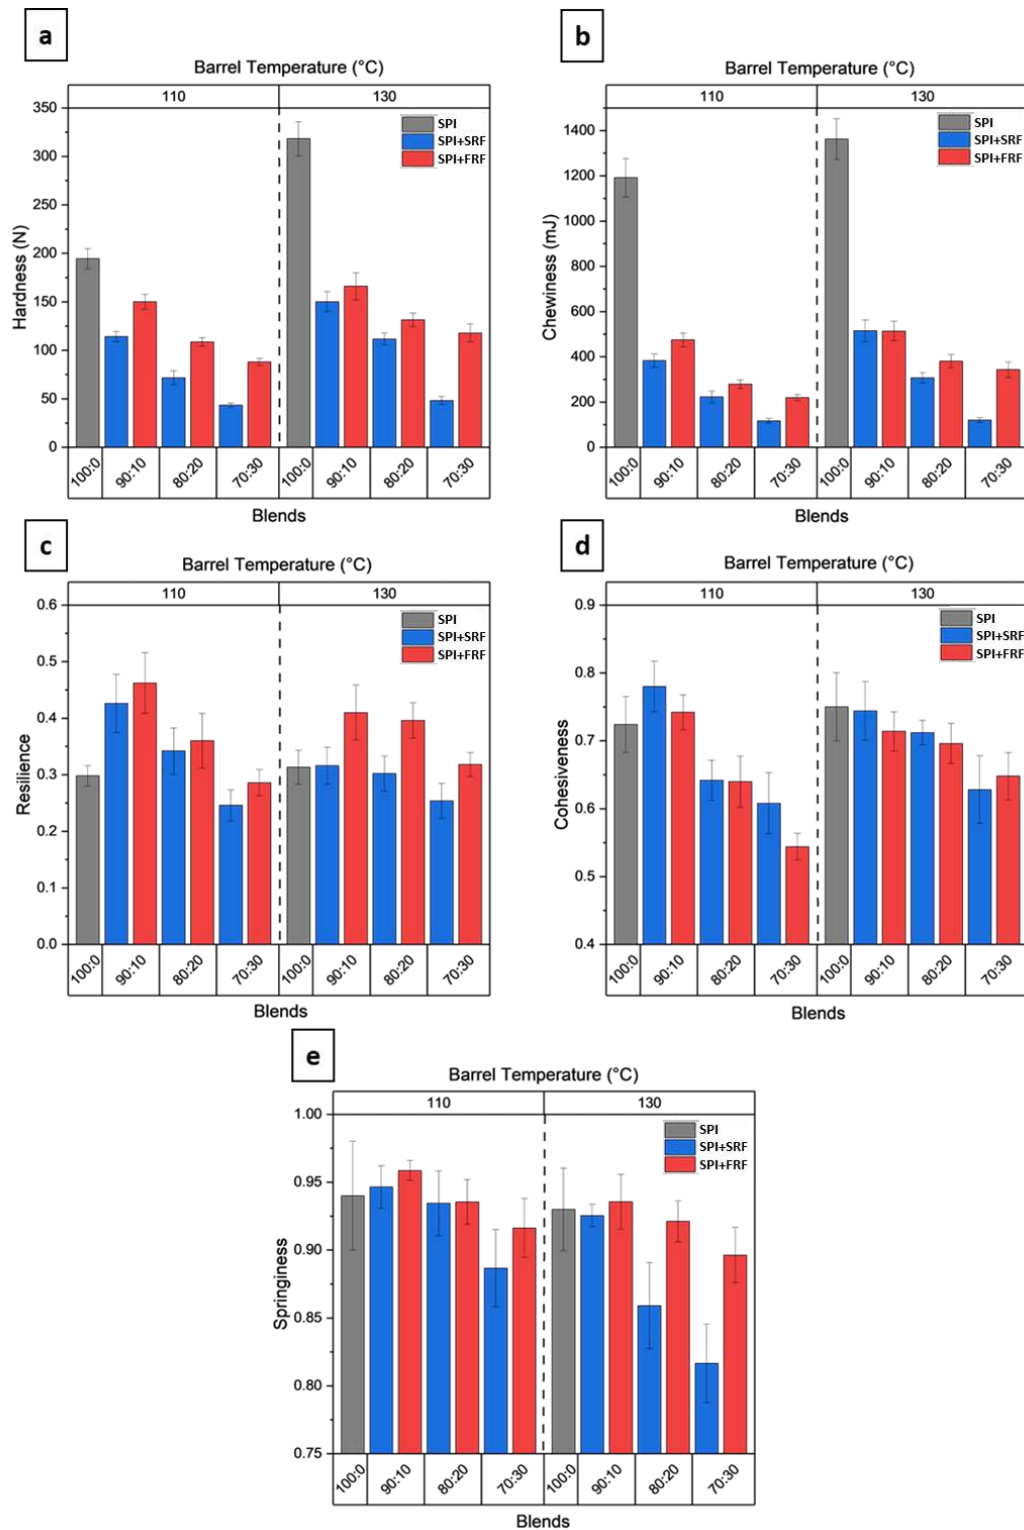 a
Barrel Temperature (°C)
110 130
350
300
250
200
150
100
50
0
Hardness (N)
SPI
SPI+SRF
SPI+FRF
100:0 90:10 80:20 70:30 100:0 90:10 80:20 70:30
Blends
b
Barrel Temperature (°C)
110 130
1400
1200
1000
800
600
400
200
0
Chewiness (mJ)
SPI
SPI+SRF
SPI+FRF
100:0 90:10 80:20 70:30 100:0 90:10 80:20 70:30
Blends
c
Barrel Temperature (°C)
110 130
0.6
0.5
0.4
0.3
0.2
0.1
0.0
Resilience
SPI
SPI+SRF
SPI+FRF
100:0 90:10 80:20 70:30 100:0 90:10 80:20 70:30
Blends
d
Barrel Temperature (°C)
110 130
0.9
0.8
0.7
0.6
0.5
0.4
Cohesiveness
SPI
SPI+SRF
SPI+FRF
100:0 90:10 80:20 70:30 100:0 90:10 80:20 70:30
Blends
e
Barrel Temperature (°C)
110 130
1.00
0.95
0.90
0.85
0.80
0.75
Springiness
SPI
SPI+SRF
SPI+FRF
100:0 90:10 80:20 70:30 100:0 90:10 80:20 70:30
Blends